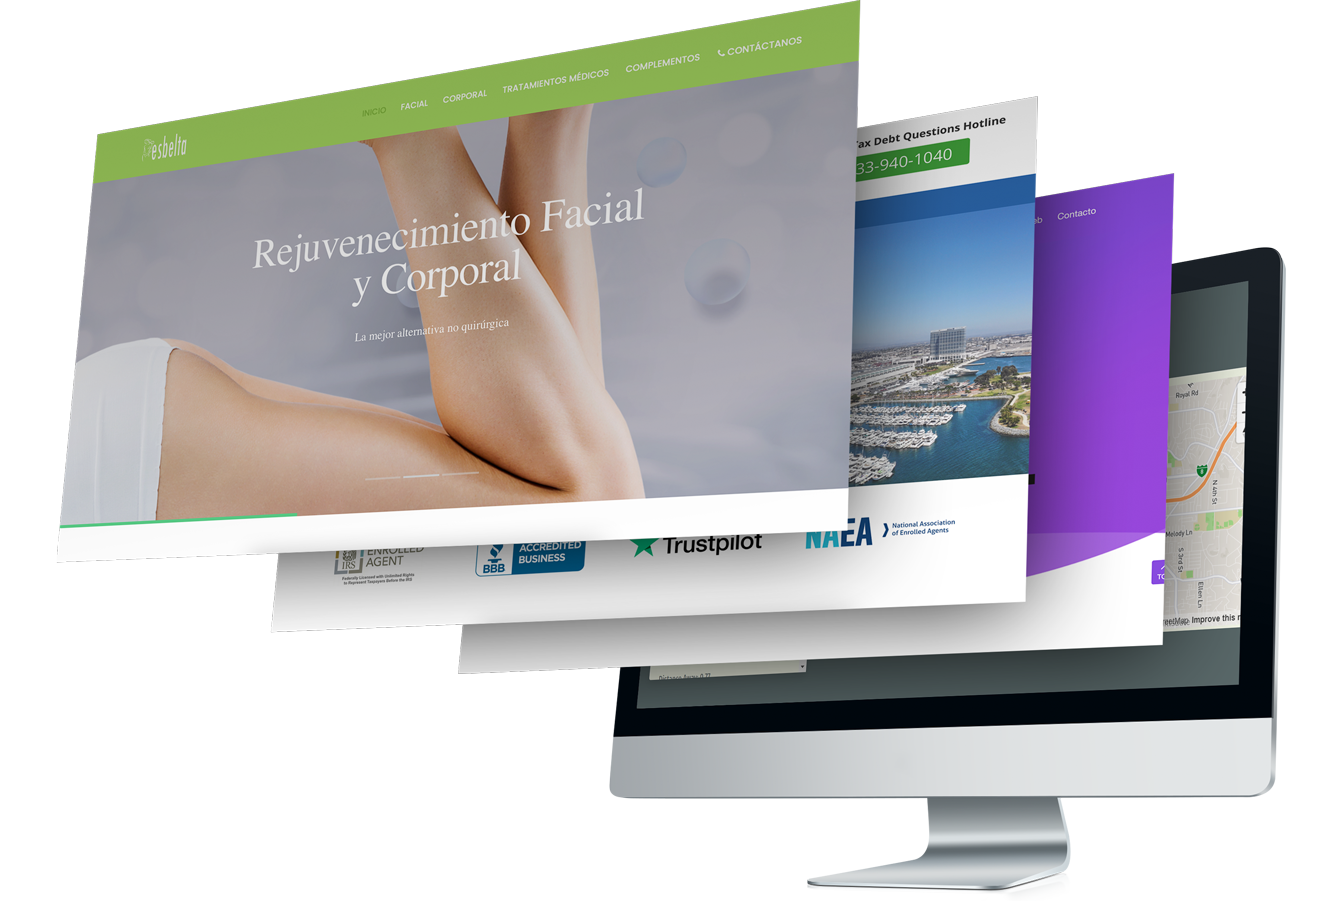 esbelta
INICIO
FACIAL
CORPORAL
TRATAMIENTOS MÉDICOS
COMPLEMENTOS
CONTÁCTANOS
Rejuvenecimiento Facial
y Corporal
La mejor alternativa no quirúrgica
Tax Debt Questions Hotline
33-940-1040
IRS
ENROLLED
AGENT
Federally Licensed with Unlimited Rights
to Represent Taxpayers Before the IRS
BBB
ACCREDITED
BUSINESS
Trustpilot
NAEA
National Association
of Enrolled Agents
eb
Contacto
TO
Royal Rd
N 4th St
Melody Ln
S 3rd St
Ellen Ln
reetMap Improve this